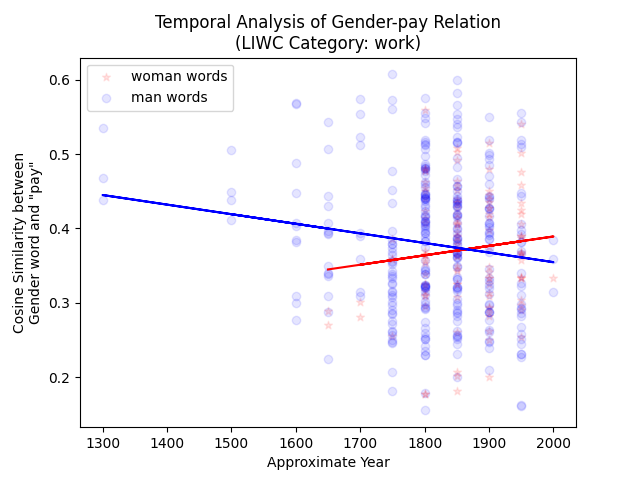 Temporal Analysis of Gender-pay Relation
(LIWC Category: work)
woman words
man words
Cosine Similarity between
Gender word and "pay"
0.6
0.5
0.4
0.3
0.2
1300 1400 1500 1600 1700 1800 1900 2000
Approximate Year